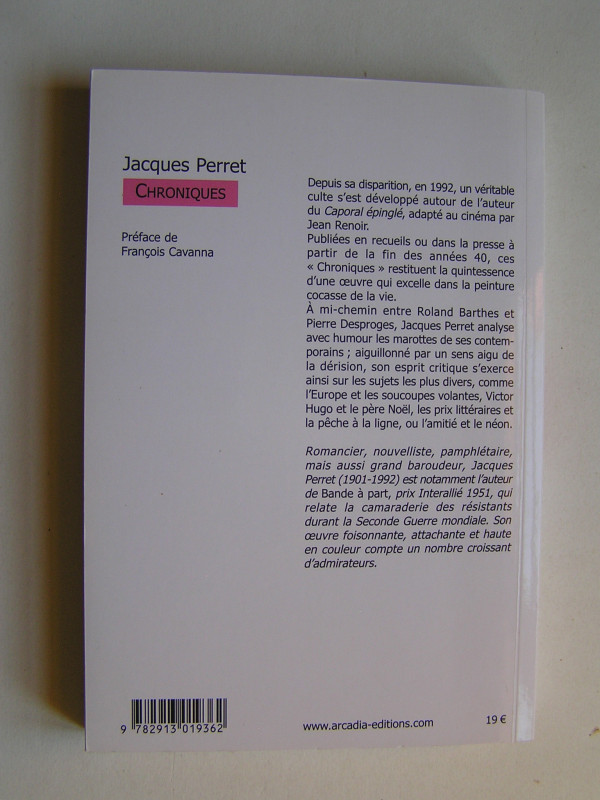 Jacques Perret
CHRONIQUES
Préface de
François Cavanna
Depuis sa disparition, en 1992, un véritable
culte s'est développé autour de l'auteur
du Caporal épinglé, adapté au cinéma par
Jean Renoir.
Publiées en recueils ou dans la presse à
partir de la fin des années 40, ces
« Chroniques » restituent la quintessence
d'une œuvre qui excelle dans la peinture
cocasse de la vie.
À mi-chemin entre Roland Barthes et
Pierre Desproges, Jacques Perret analyse
avec humour les marottes de ses contem-
porains ; aiguillonné par un sens aigu de
la dérision, son esprit critique s'exerce
ainsi sur les sujets les plus divers, comme
l'Europe et les soucoupes volantes, Victor
Hugo et le père Noël, les prix littéraires et
la pêche à la ligne, ou l'amitié et le néon.
Romancier, nouvelliste, pamphlétaire,
mais aussi grand baroudeur, Jacques
Perret (1901-1992) est notamment l'auteur
de Bande à part, prix Interallié 1951, qui
relate la camaraderie des résistants
durant la Seconde Guerre mondiale. Son
œuvre foisonnante, attachante et haute
en couleur compte un nombre croissant
d'admirateurs.
9 782913 019362
www.arcadia-editions.com
19 €